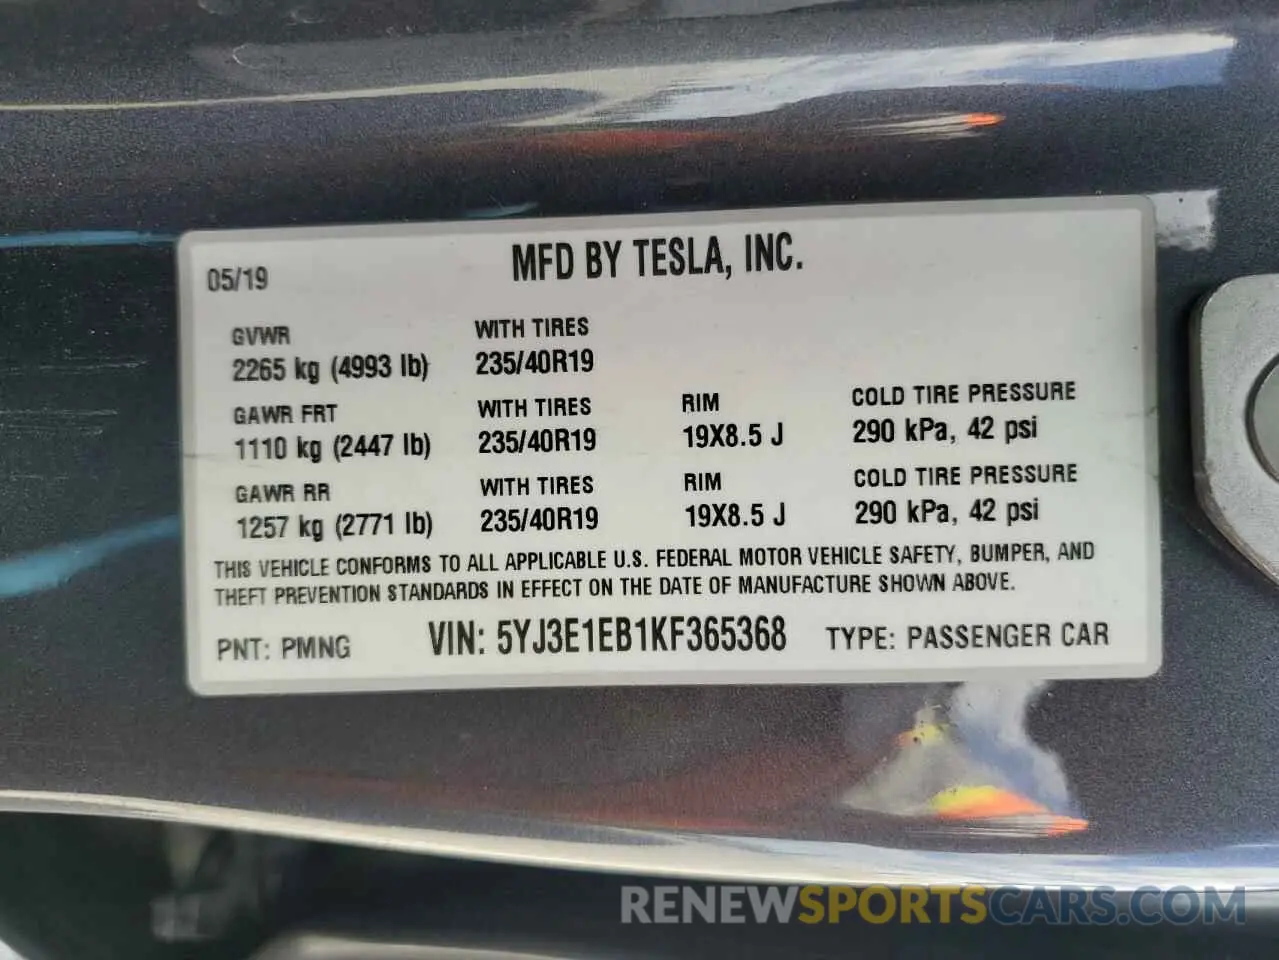 05/19 MFD BY TESLA, INC.
GVWR WITH TIRES
2265 kg (4993 lb) 235/40R19
GAWR FRT WITH TIRES RIM COLD TIRE PRESSURE
1110 kg (2447 lb) 235/40R19 19X8.5 J 290 kPa, 42 psi
GAWR RR WITH TIRES RIM COLD TIRE PRESSURE
1257 kg (2771 lb) 235/40R19 19X8.5 J 290 kPa, 42 psi
THIS VEHICLE CONFORMS TO ALL APPLICABLE U.S. FEDERAL MOTOR VEHICLE SAFETY, BUMPER, AND
THEFT PREVENTION STANDARDS IN EFFECT ON THE DATE OF MANUFACTURE SHOWN ABOVE.
PNT: PMNG VIN: 5YJ3E1EB1KF365368 TYPE: PASSENGER CAR
RENEWSPORTSCARS.COM